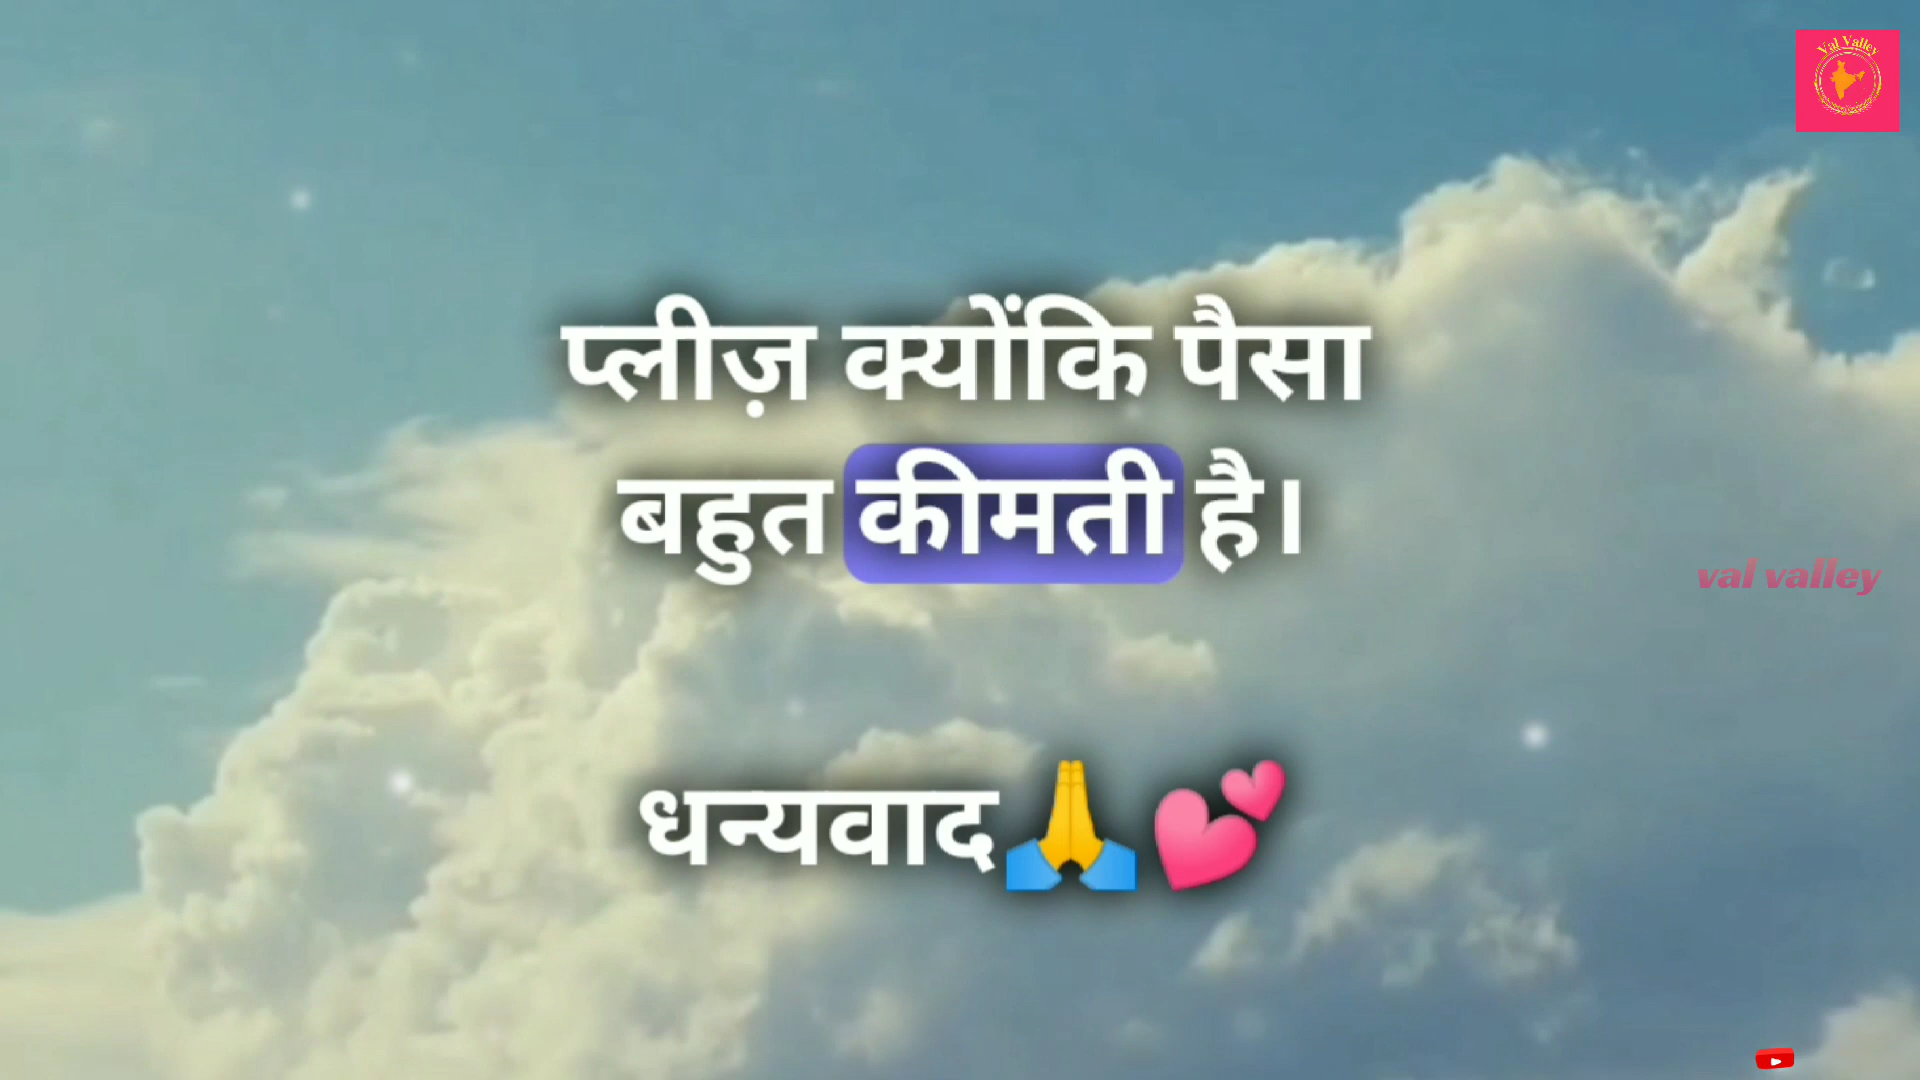 Val Valley
प्लीज़ क्योंकि पैसा
बहुत कीमती है।
val valley
धन्यवाद🙏💕